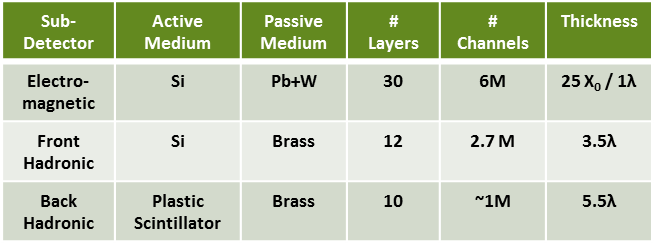 Sub-Detector Active Medium Passive Medium # Layers # Channels Thickness
Electro-magnetic Si Pb+W 30 6M 25 X₀ / 1λ
Front Hadronic Si Brass 12 2.7 M 3.5λ
Back Hadronic Plastic Scintillator Brass 10 ~1M 5.5λ